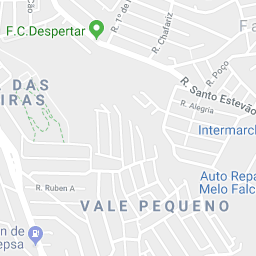 F.C.Despertar
R. 1º de
R. Chafariz
Fa
R. Poço
DAS
IRAS
R. Santo Estevão
R. Alegria
Intermarch
Auto Repa
Melo Falc
R. Ruben A
VALE PEQUENO
n de
epsa